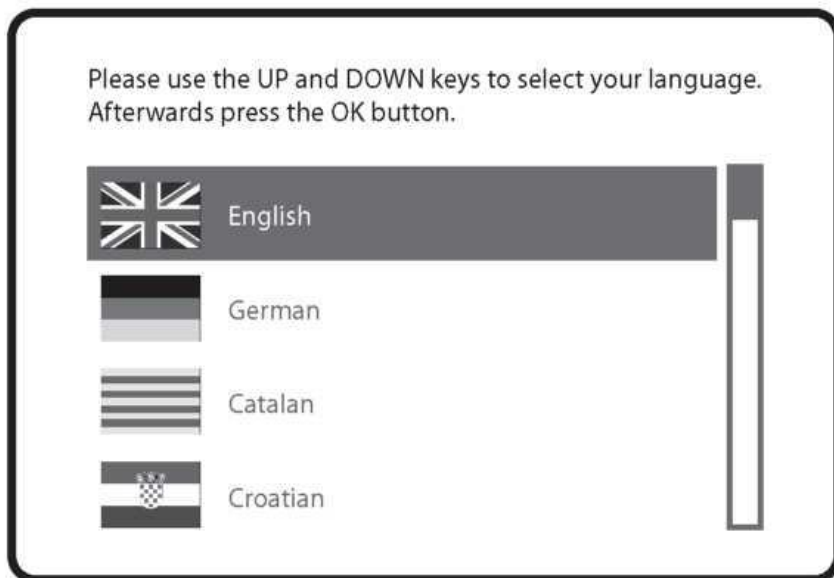 Please use the UP and DOWN keys to select your language.
Afterwards press the OK button.
English
German
Catalan
Croatian